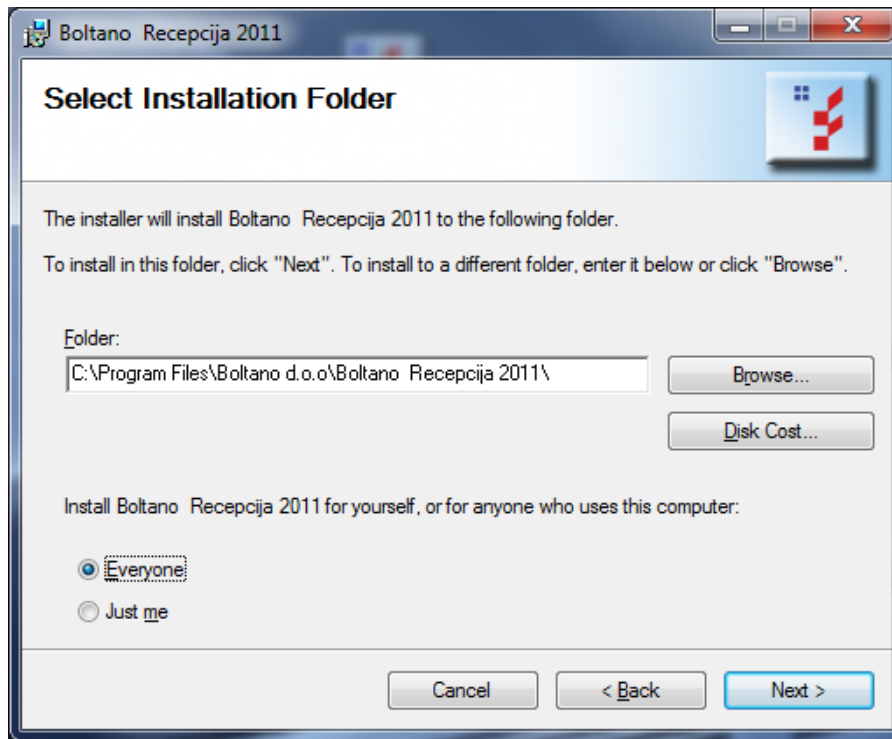 Boltano  Recepcija 2011
Select Installation Folder
The installer will install Boltano  Recepcija 2011 to the following folder.
To install in this folder, click "Next". To install to a different folder, enter it below or click "Browse".
Folder:
C:\Program Files\Boltano d.o.o\Boltano  Recepcija 2011\
Browse...
Disk Cost...
Install Boltano  Recepcija 2011 for yourself, or for anyone who uses this computer:
Everyone
Just me
Cancel
< Back
Next >